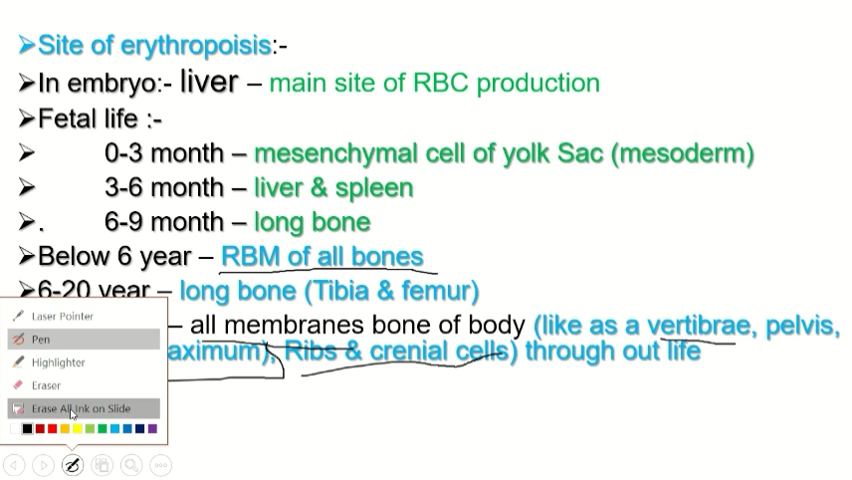 ➢Site of erythropoisis:-
➢In embryo:- liver – main site of RBC production
➢Fetal life :-
➢ 0-3 month – mesenchymal cell of yolk Sac (mesoderm)
➢ 3-6 month – liver & spleen
➢. 6-9 month – long bone
➢Below 6 year – RBM of all bones
➢6-20 year – long bone (Tibia & femur)
– all membranes bone of body (like as a vertibrae, pelvis,
aximum), Ribs & crenial cells) through out life
Laser Pointer
Pen
Highlighter
Eraser
Erase All Ink on Slide